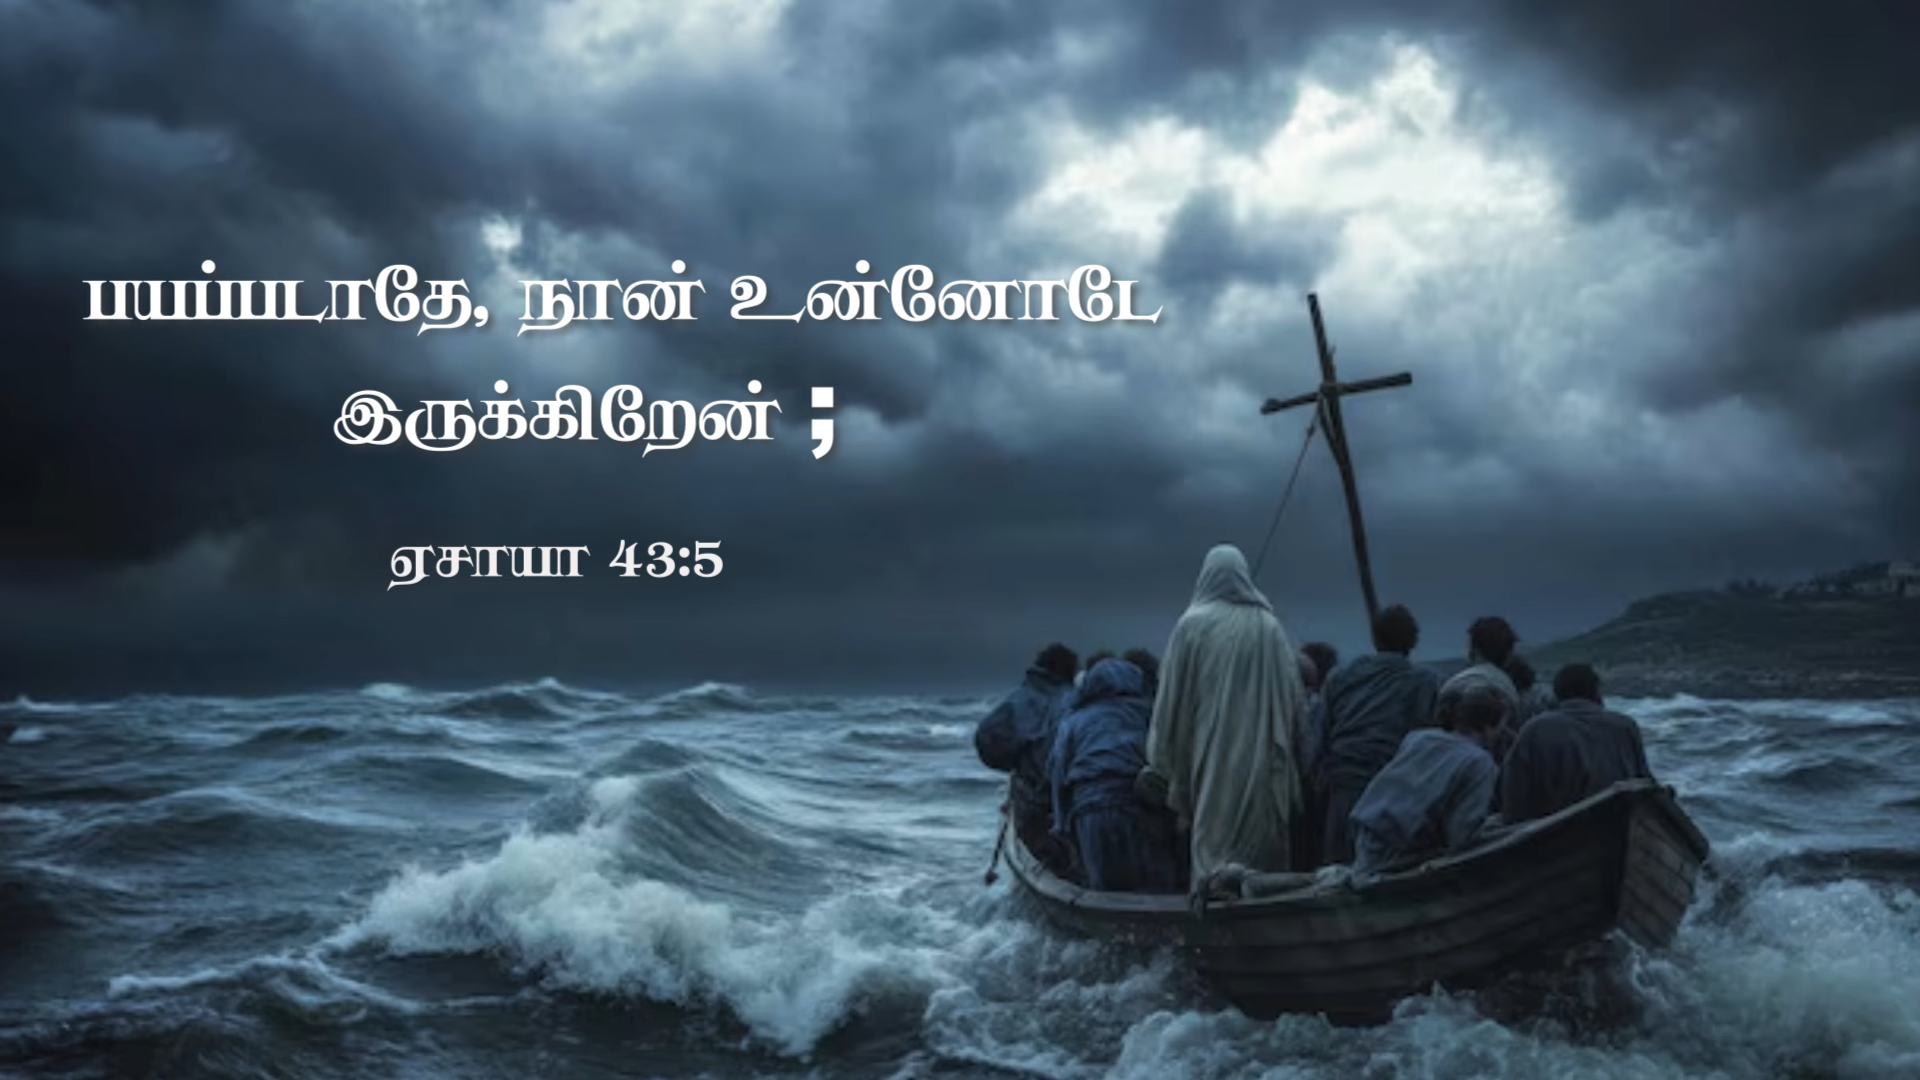 பயப்படாதே, நான் உன்னோடே
இருக்கிறேன் ;
ஏசாயா 43:5